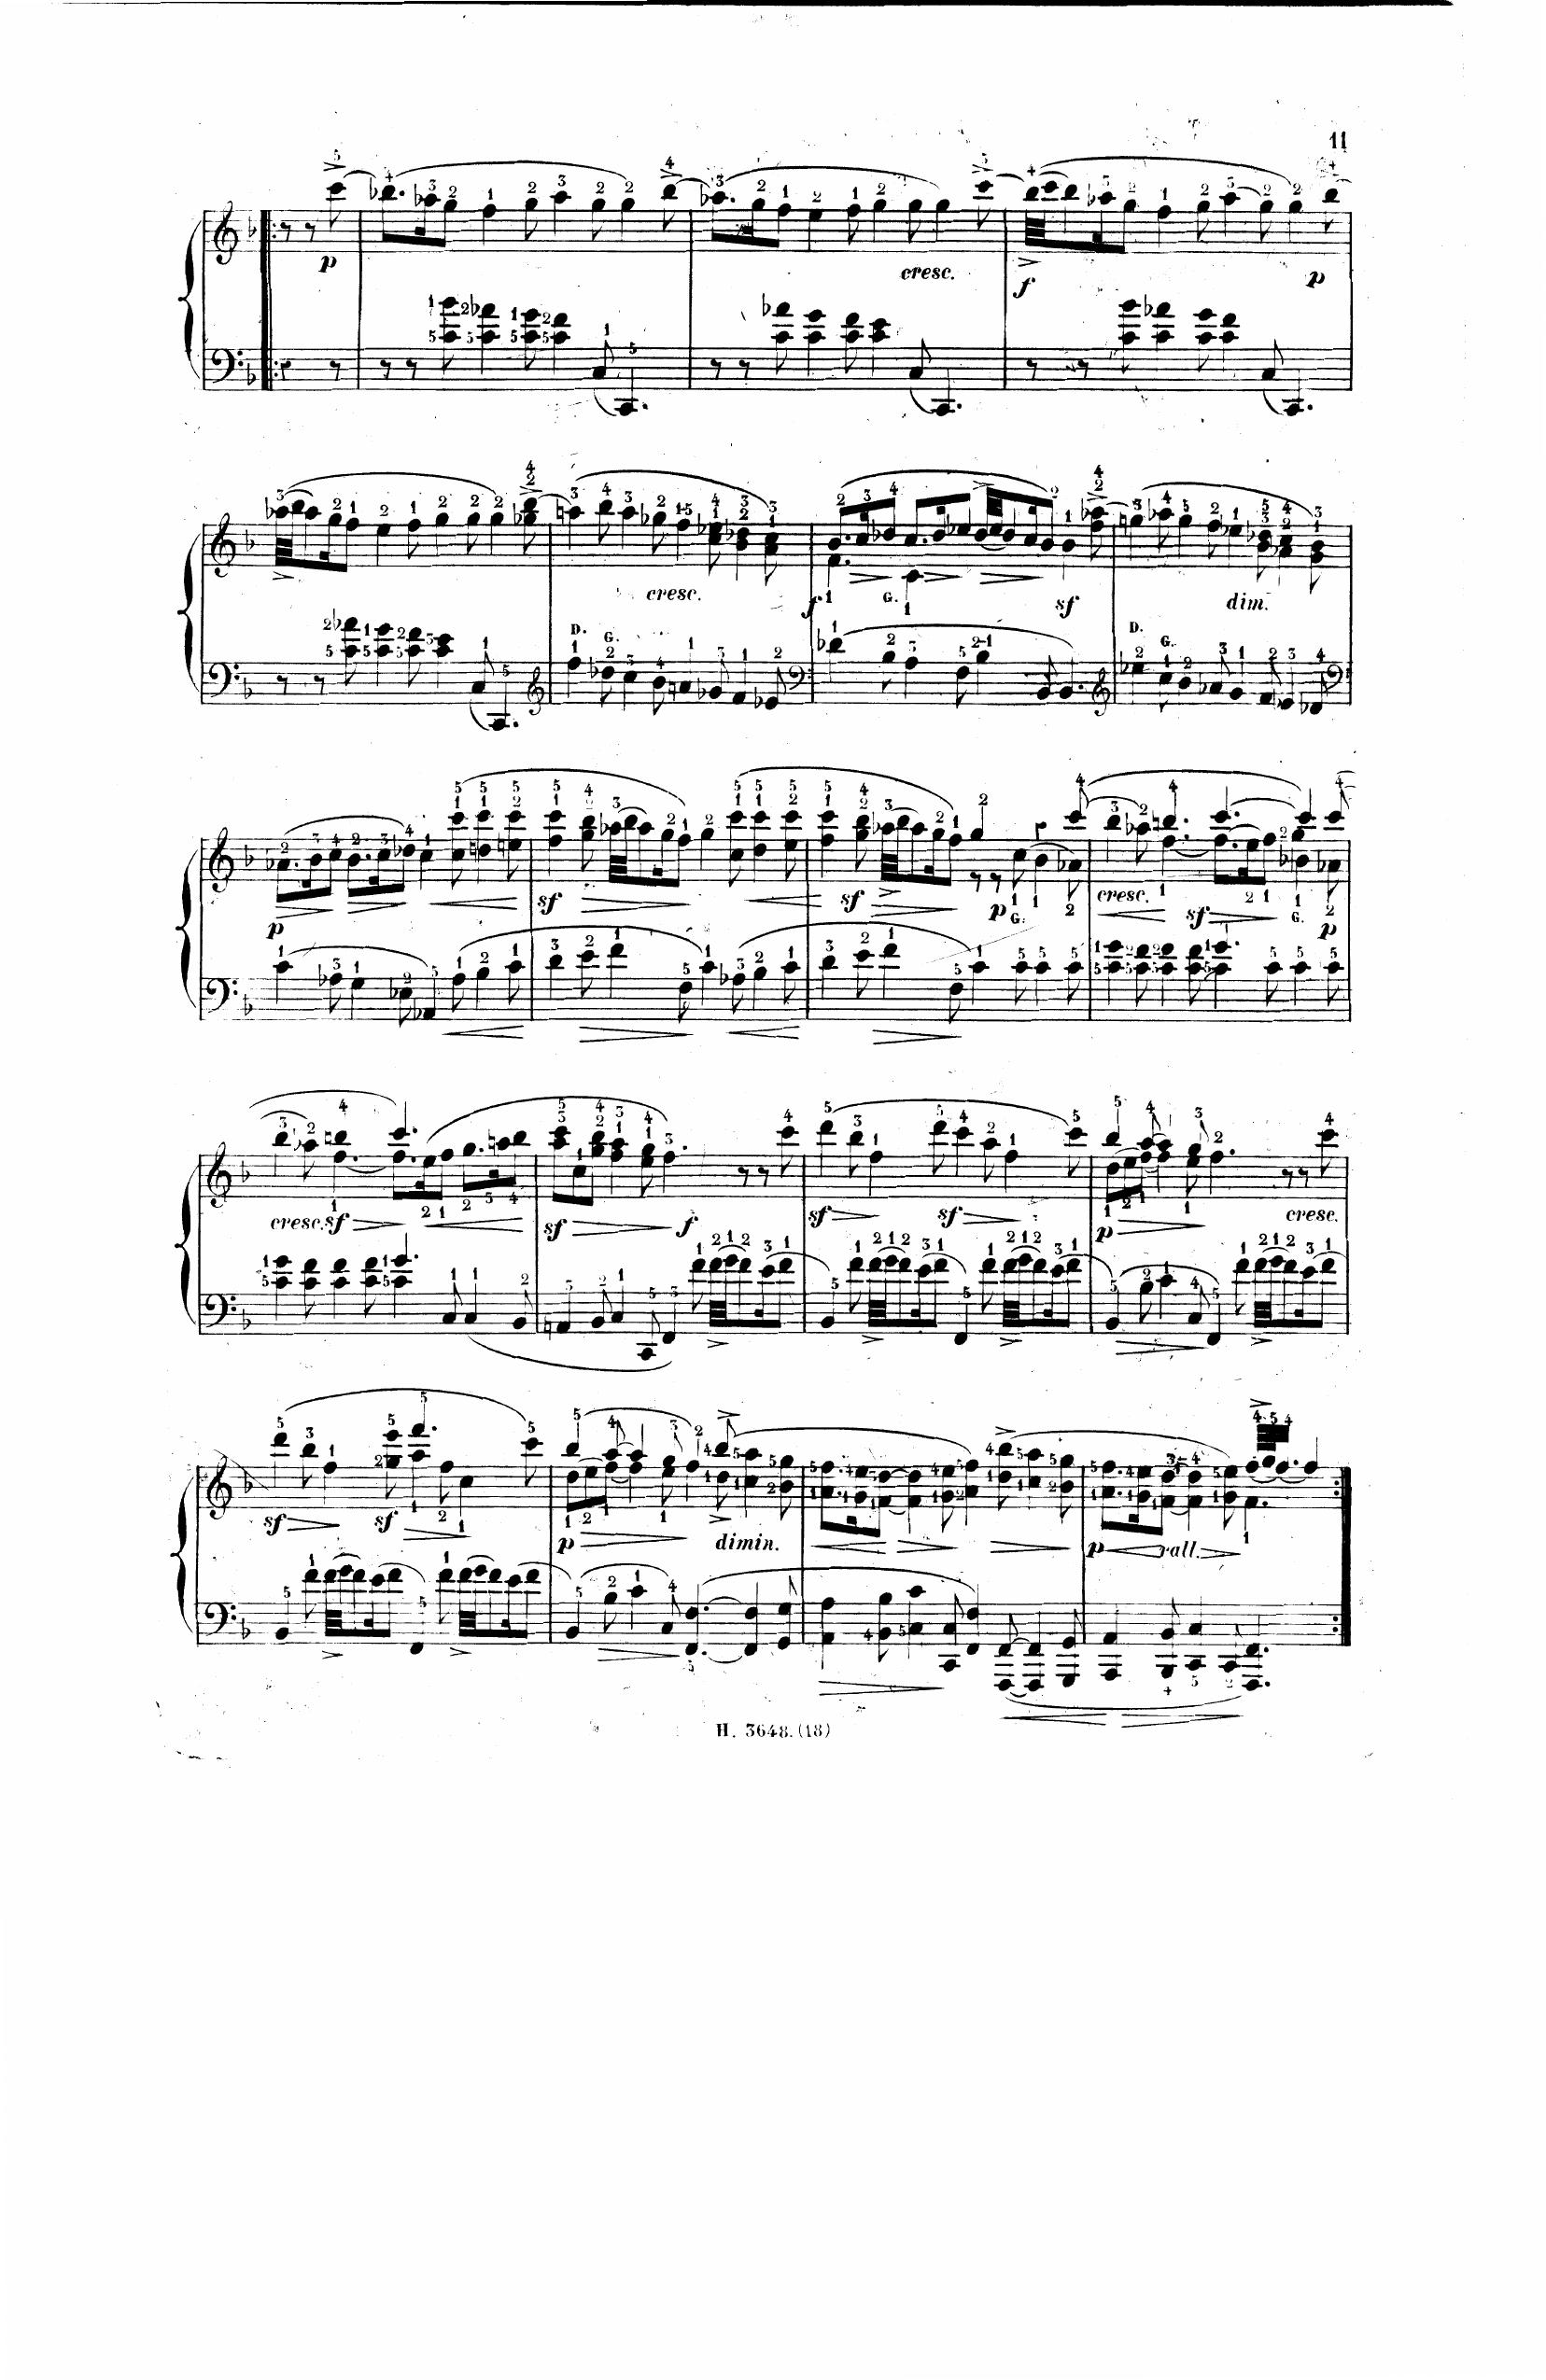 11
p
cresc.
f
p
cresc.
f
G.
sf
dim.
D.
G.
D.
G.
p
sf
sf
p
G.
cresc.
sf
G.
p
cresc. sf
sf
f
sf
sf
p
cresc.
sf
sf
p
dimin.
p
rall.
H. 3648. (18)